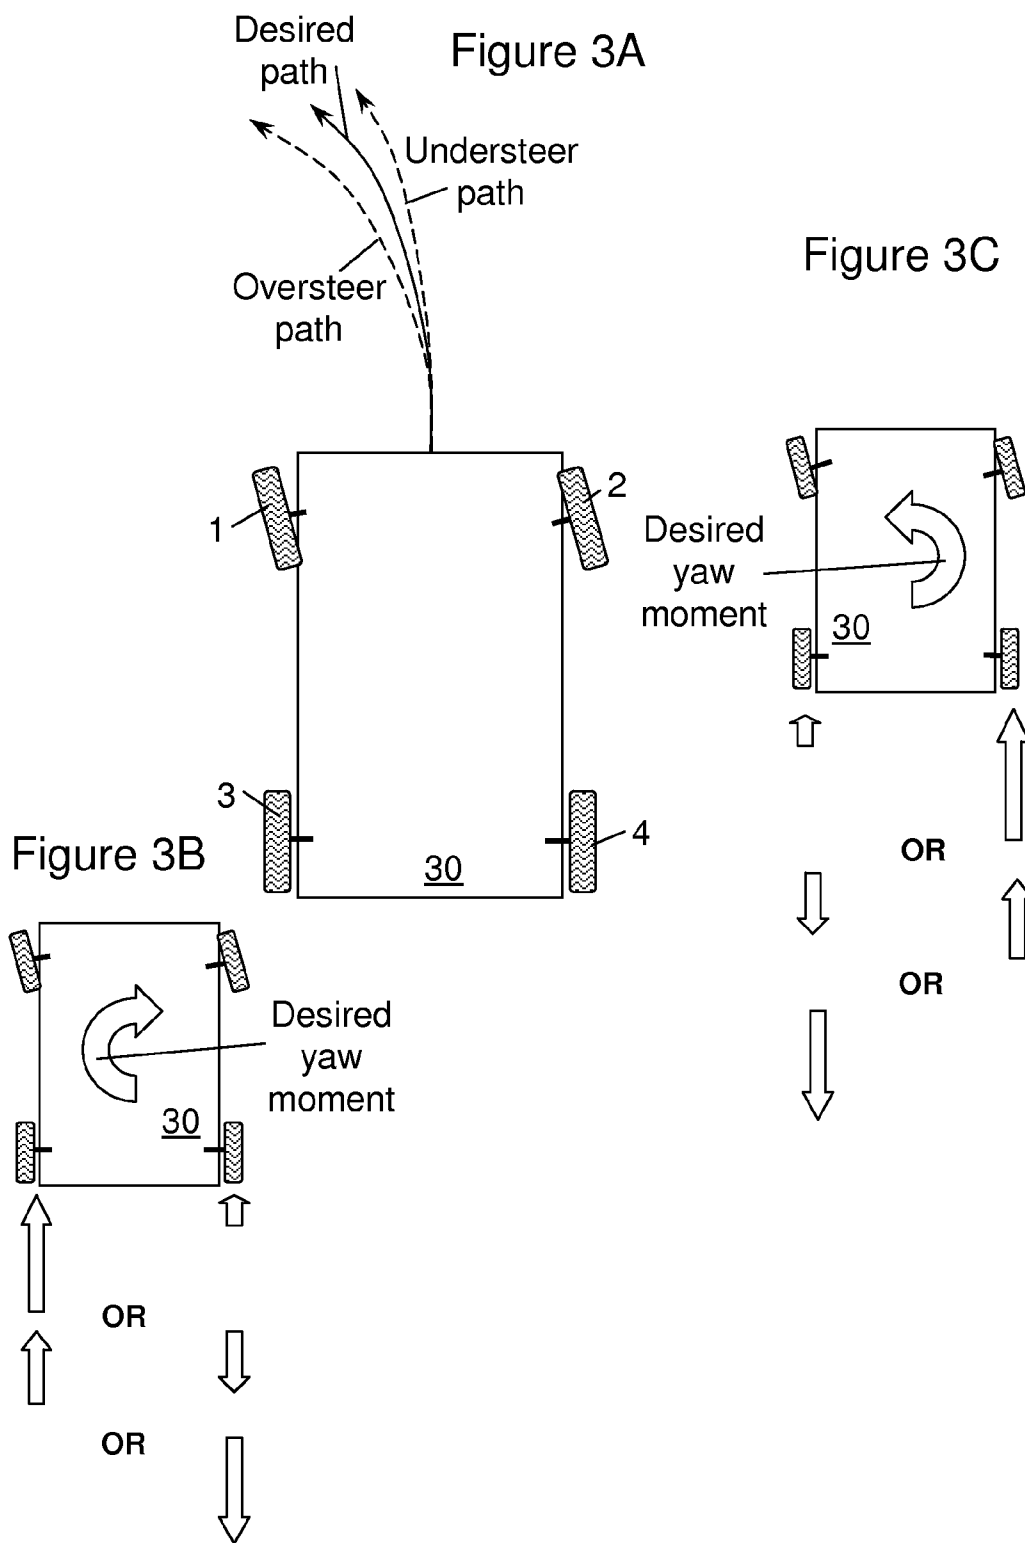 Figure 3A
Desired
path
Understeer
path
Oversteer
path
1
2
3
4
30
Figure 3C
Desired
yaw
moment
30
OR
OR
Figure 3B
Desired
yaw
moment
30
OR
OR